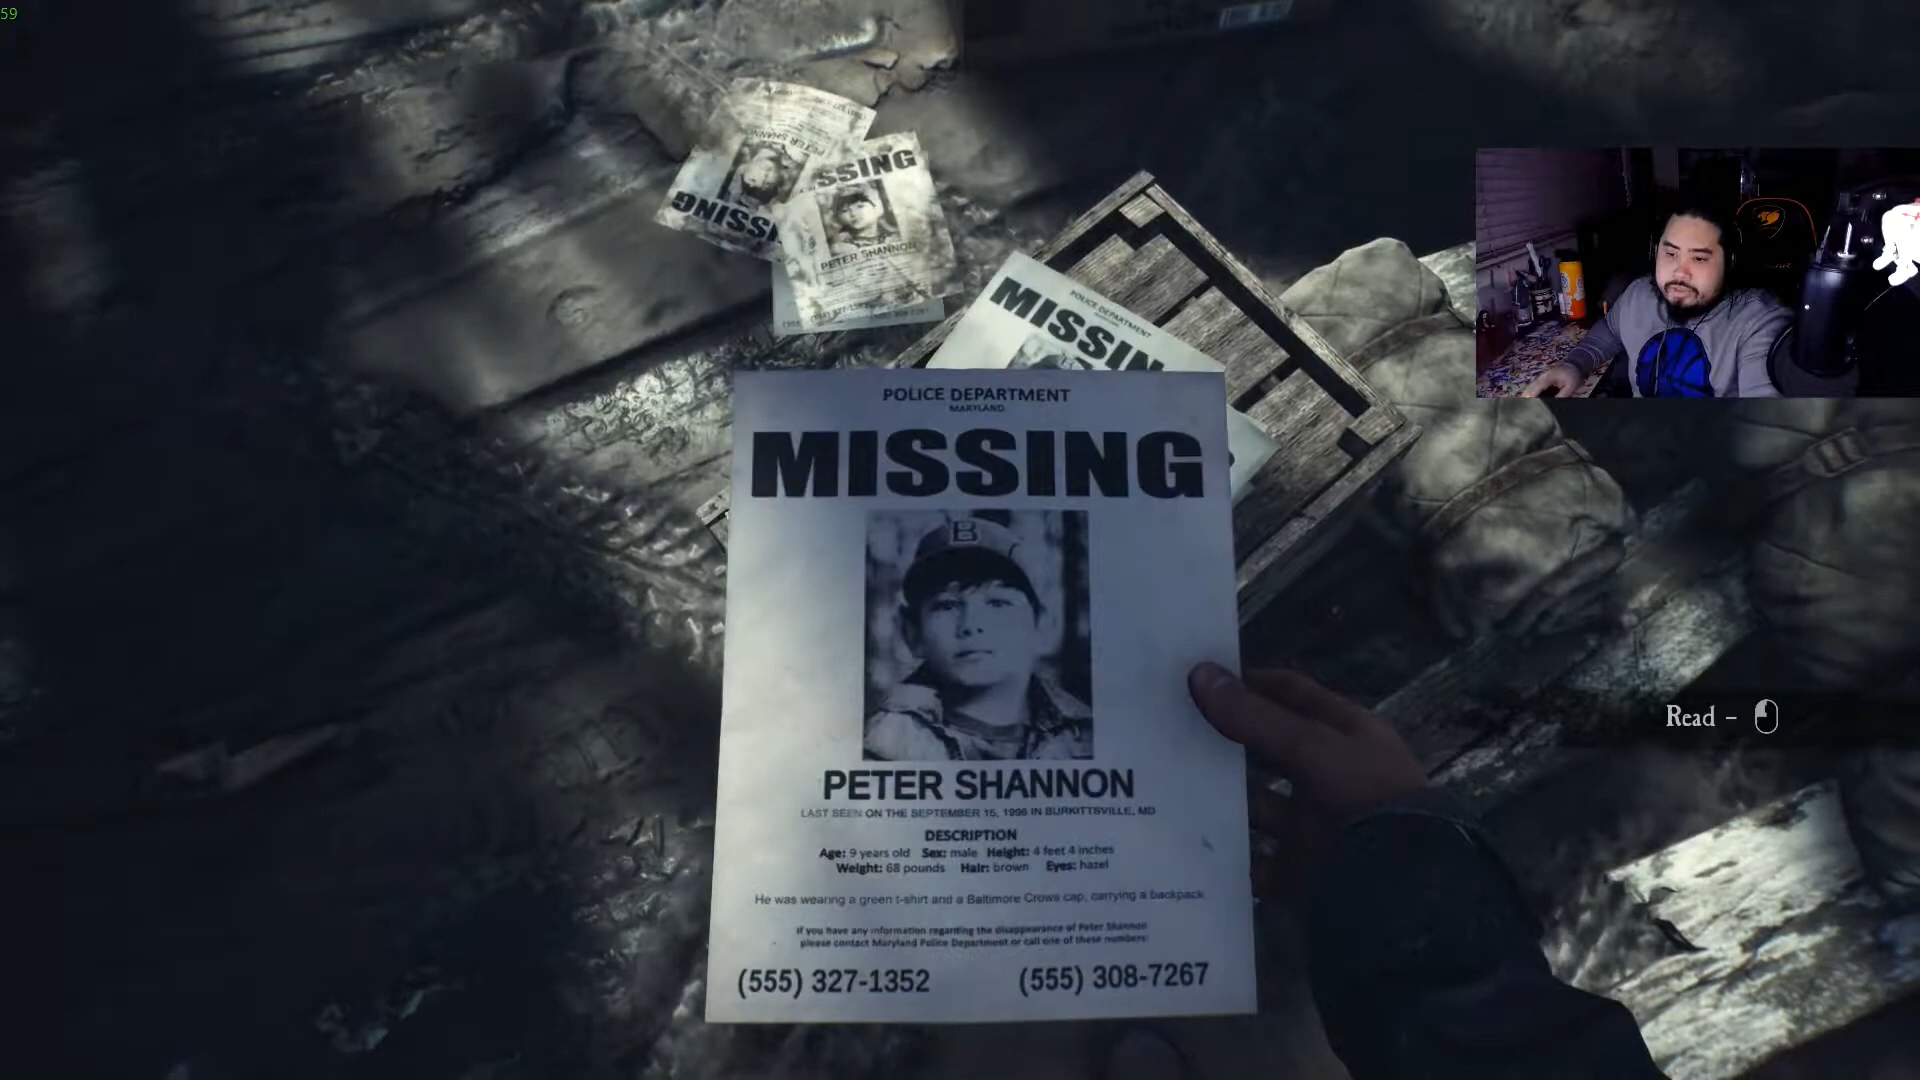 59
PETER SHANNON
MISSING
SSING
PETER SHANNON
POLICE DEPARTMENT
MISSIN
POLICE DEPARTMENT
MARYLAND
MISSING
B
PETER SHANNON
LAST SEEN ON THE SEPTEMBER 15, 1996 IN BURKITTSVILLE, MD
DESCRIPTION
Age: 9 years old Sex: male Height: 4 feet 4 inches
Weight: 68 pounds Hair: brown Eyes: hazel
He was wearing a green t-shirt and a Baltimore Crows cap, carrying a backpack
If you have any information regarding the disappearance of Peter Shannon
please contact Maryland Police Department or call one of these numbers:
(555) 327-1352 (555) 308-7267
Read -